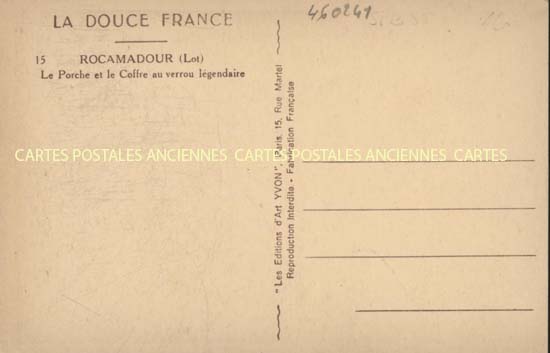 LA DOUCE FRANCE
15 ROCAMADOUR (Lot)
Le Porche et le Coffre au verrou légendaire
460241
"Les Editions d'Art YVON", Paris, 15, Rue Martel
Reproduction Interdite - Fabrication Française
CARTES POSTALES ANCIENNES CARTES POSTALES ANCIENNES CARTES